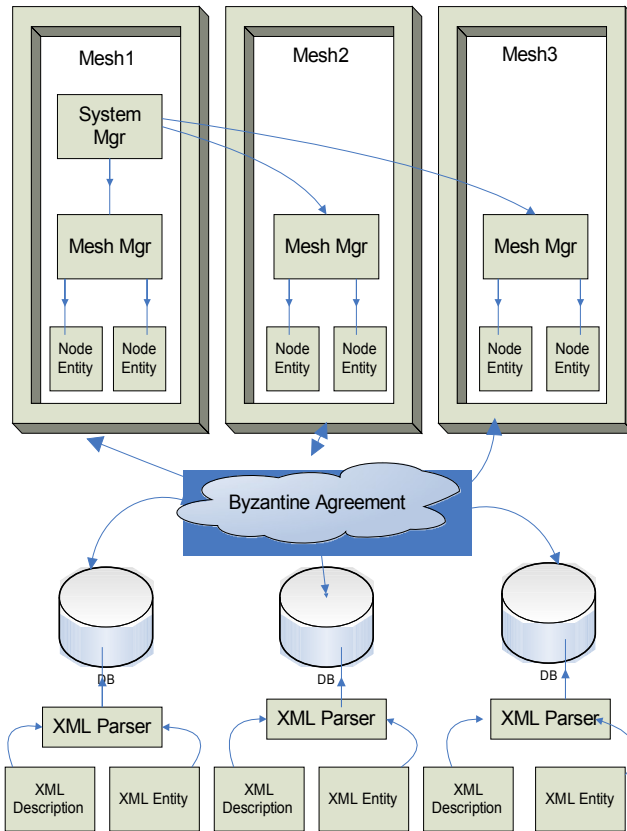 Mesh1
Mesh2
Mesh3
System
Mgr
Mesh Mgr
Mesh Mgr
Mesh Mgr
Node
Entity
Node
Entity
Node
Entity
Node
Entity
Node
Entity
Node
Entity
Byzantine Agreement
DB
DB
DB
XML Parser
XML Parser
XML Parser
XML
Description
XML Entity
XML
Description
XML Entity
XML
Description
XML Entity